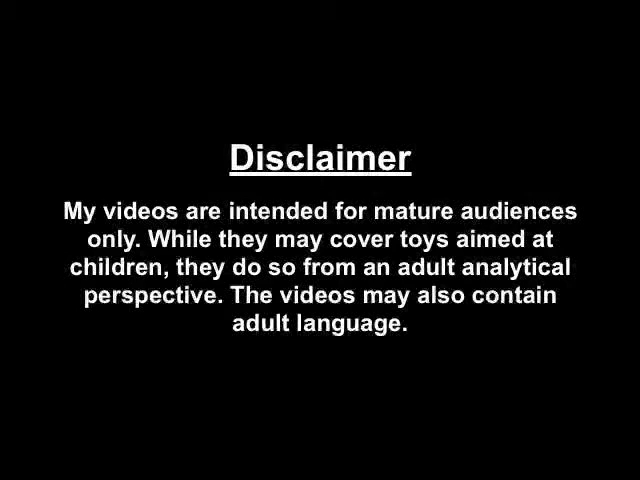 Disclaimer
My videos are intended for mature audiences
only. While they may cover toys aimed at
children, they do so from an adult analytical
perspective. The videos may also contain
adult language.